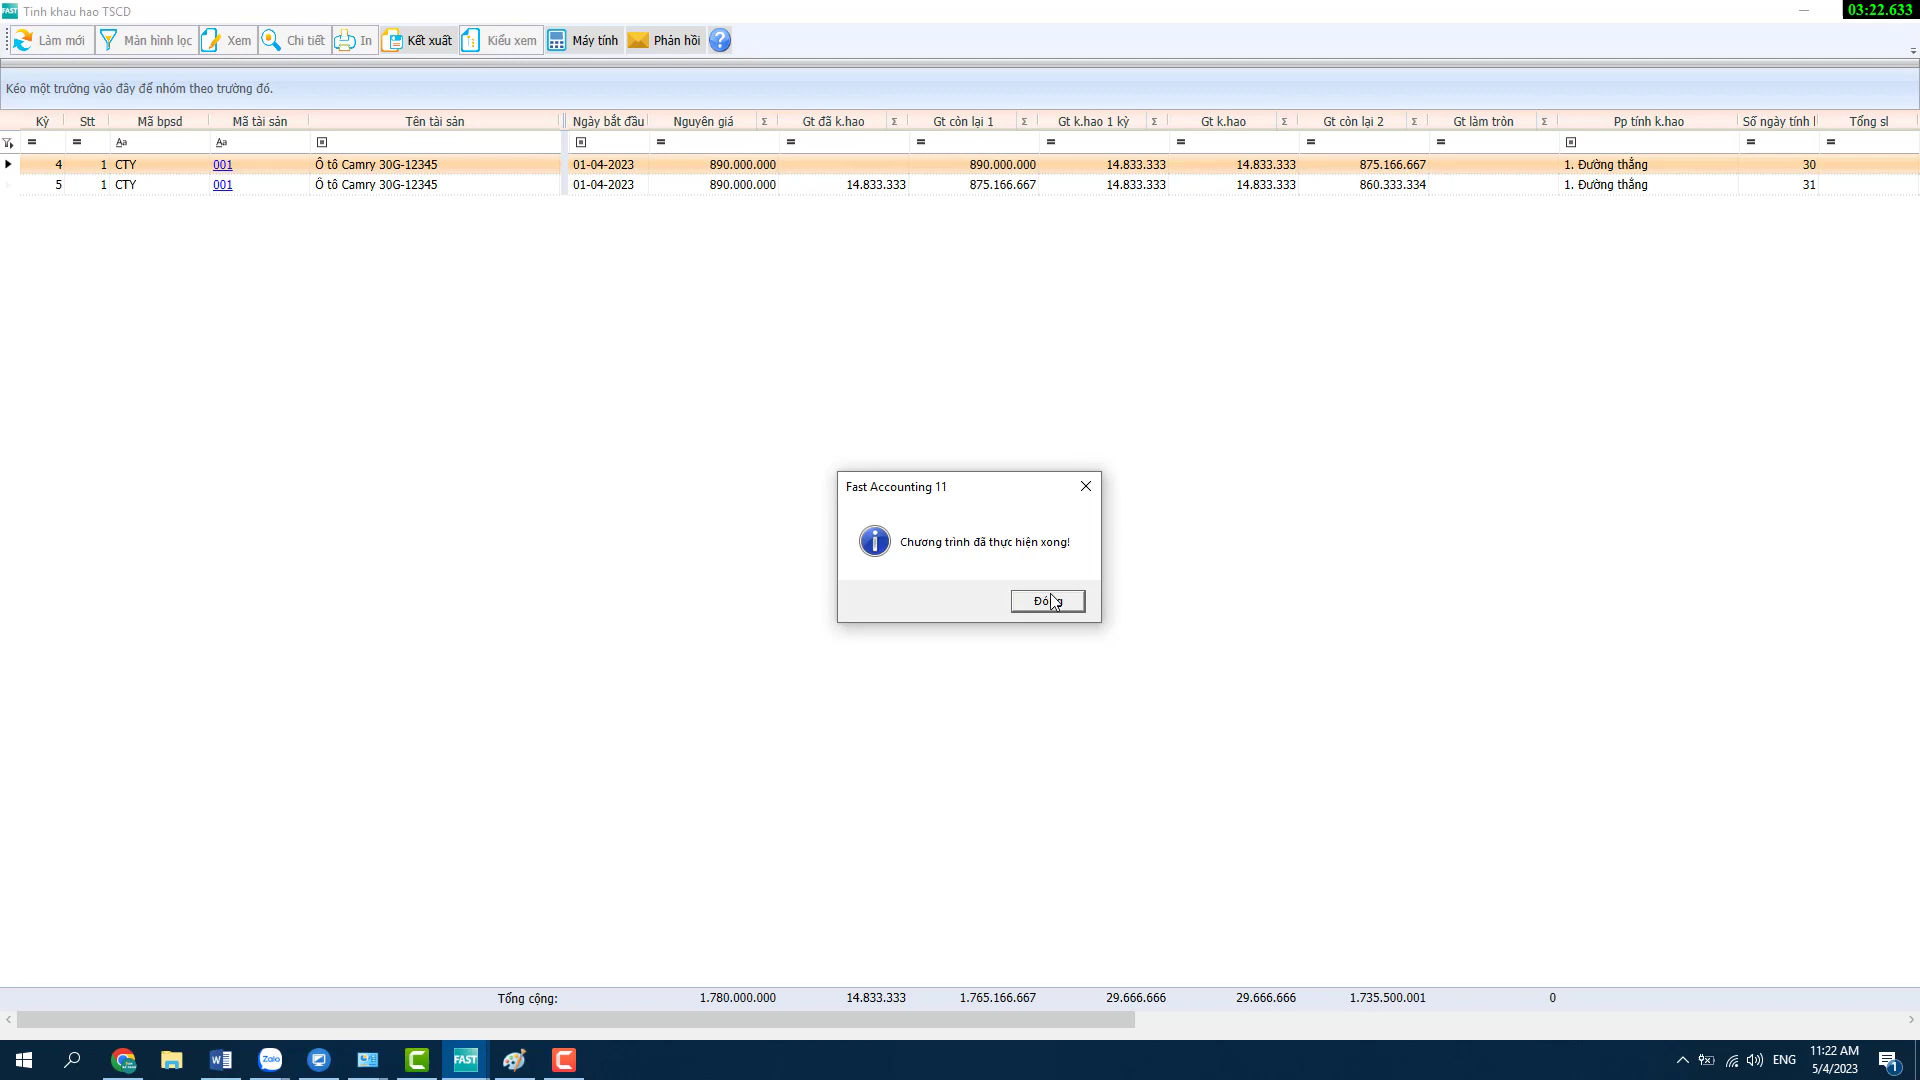 FAST Tính khấu hao TSCĐ
03:22.633
Làm mới Màn hình lọc Xem Chi tiết In Kết xuất Kiểu xem Máy tính Phản hồi ?
Kéo một trường vào đây để nhóm theo trường đó.
Kỳ Stt Mã bpsd Mã tài sản Tên tài sản Ngày bắt đầu Nguyên giá Σ Gt đã k.hao Σ Gt còn lại 1 Σ Gt k.hao 1 kỳ Σ Gt k.hao Σ Gt còn lại 2 Σ Gt làm tròn Σ Pp tính k.hao Số ngày tính Tổng sl
= = Aa Aa = = = = = = = = =
4 1 CTY 001 Ô tô Camry 30G-12345 01-04-2023 890.000.000 890.000.000 14.833.333 14.833.333 875.166.667 1. Đường thẳng 30
5 1 CTY 001 Ô tô Camry 30G-12345 01-04-2023 890.000.000 14.833.333 875.166.667 14.833.333 14.833.333 860.333.334 1. Đường thẳng 31
Fast Accounting 11
Chương trình đã thực hiện xong!
Đóng
Tổng cộng: 1.780.000.000 14.833.333 1.765.166.667 29.666.666 29.666.666 1.735.500.001 0
Zalo FAST ENG 11:22 AM
5/4/2023
1